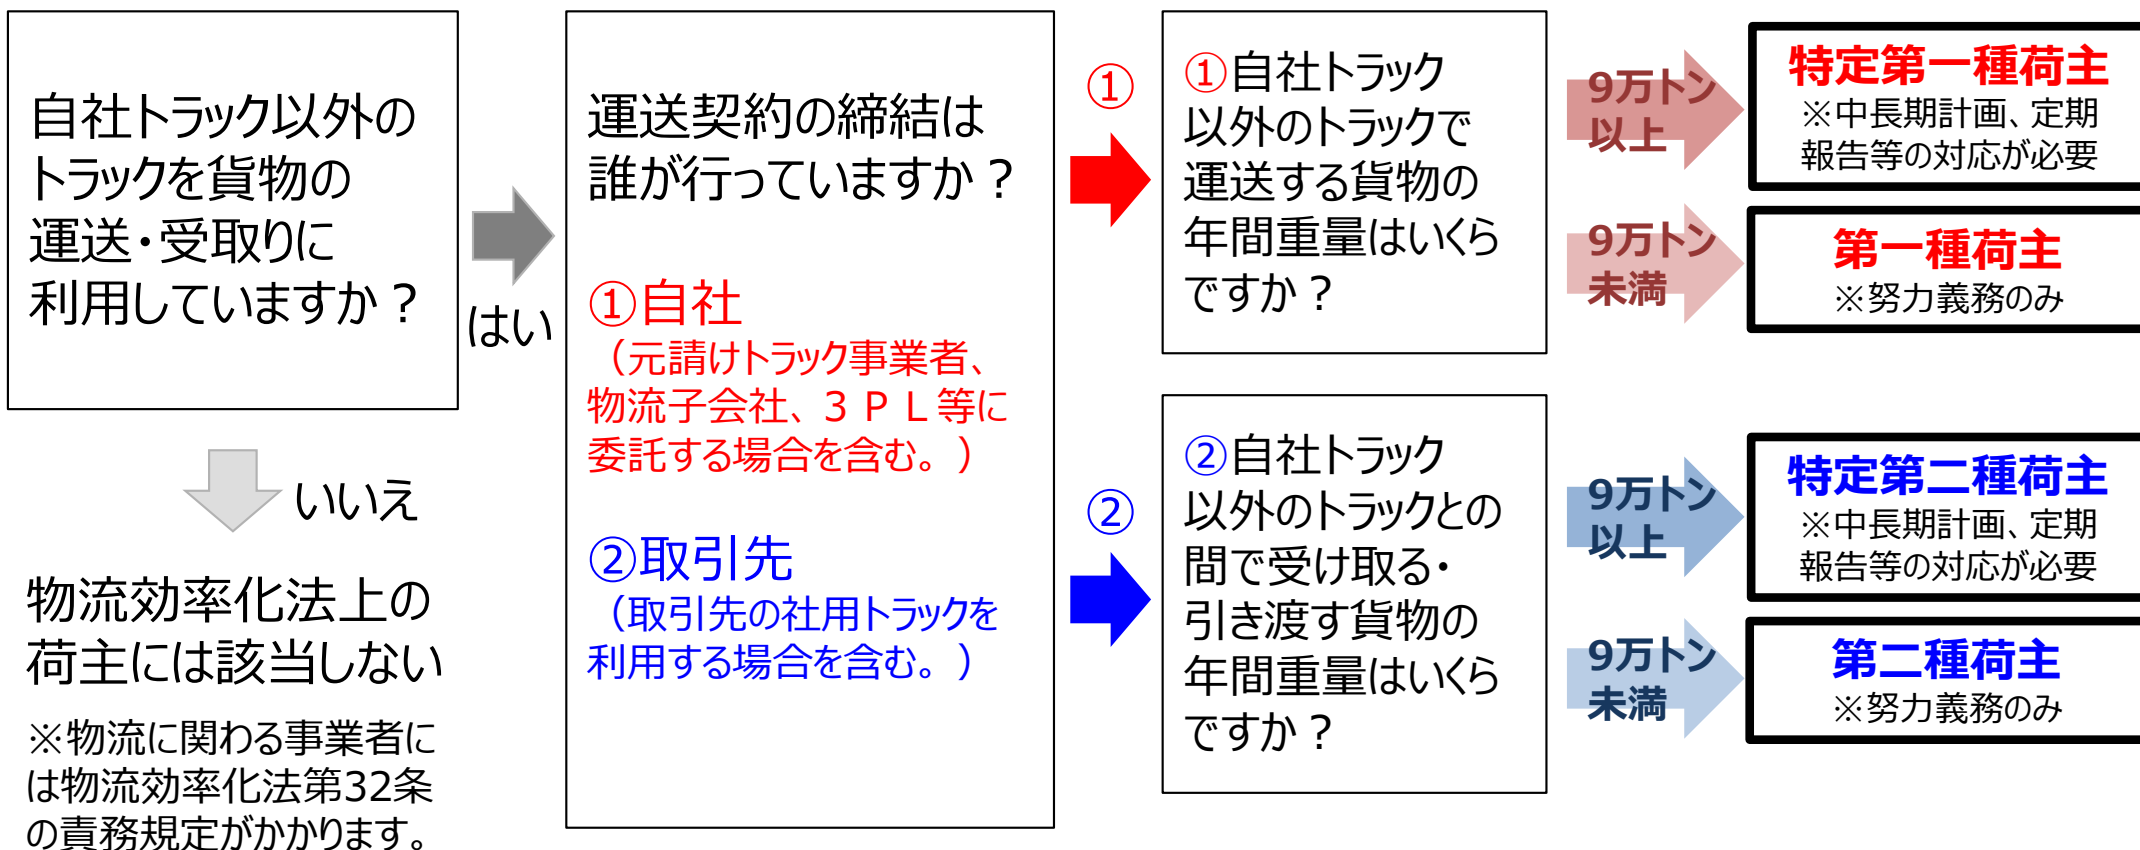 自社トラック以外の
トラックを貨物の
運送・受取りに
利用していますか？
はい
いいえ
物流効率化法上の
荷主には該当しない
※物流に関わる事業者に
は物流効率化法第32条
の責務規定がかかります。
運送契約の締結は
誰が行っていますか？
①自社
（元請けトラック事業者、
物流子会社、３ＰＬ等に
委託する場合を含む。）
②取引先
（取引先の社用トラックを
利用する場合を含む。）
①
①自社トラック
以外のトラックで
運送する貨物の
年間重量はいくら
ですか？
9万トン
以上
特定第一種荷主
※中長期計画、定期
報告等の対応が必要
9万トン
未満
第一種荷主
※努力義務のみ
②
②自社トラック
以外のトラックとの
間で受け取る・
引き渡す貨物の
年間重量はいくら
ですか？
9万トン
以上
特定第二種荷主
※中長期計画、定期
報告等の対応が必要
9万トン
未満
第二種荷主
※努力義務のみ